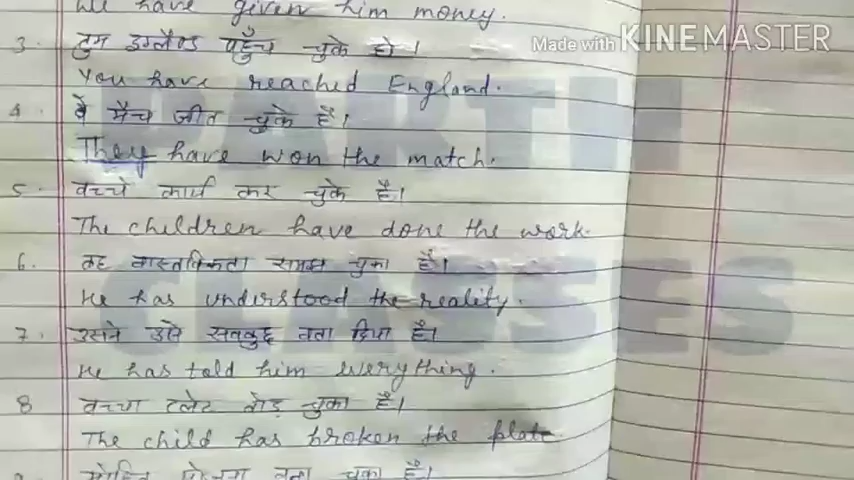 We have given him money.
Made with KINEMASTER
3. तुम इग्लैण्ड पहुँच चुके हो।
You have reached England.
4. वे मैच जीत चुके हैं।
They have won the match.
5. बच्चे कार्य कर चुके है।
The children have done the work.
6. वह वास्तविकता समझ चुका है।
He has understood the reality.
7. उसने उसे सबकुछ बता दिया है।
He has told him everything.
8 बच्चा प्लेट तोड़ चुका है।
The child has broken the plate
PARTH
CLASSES
चुका है।